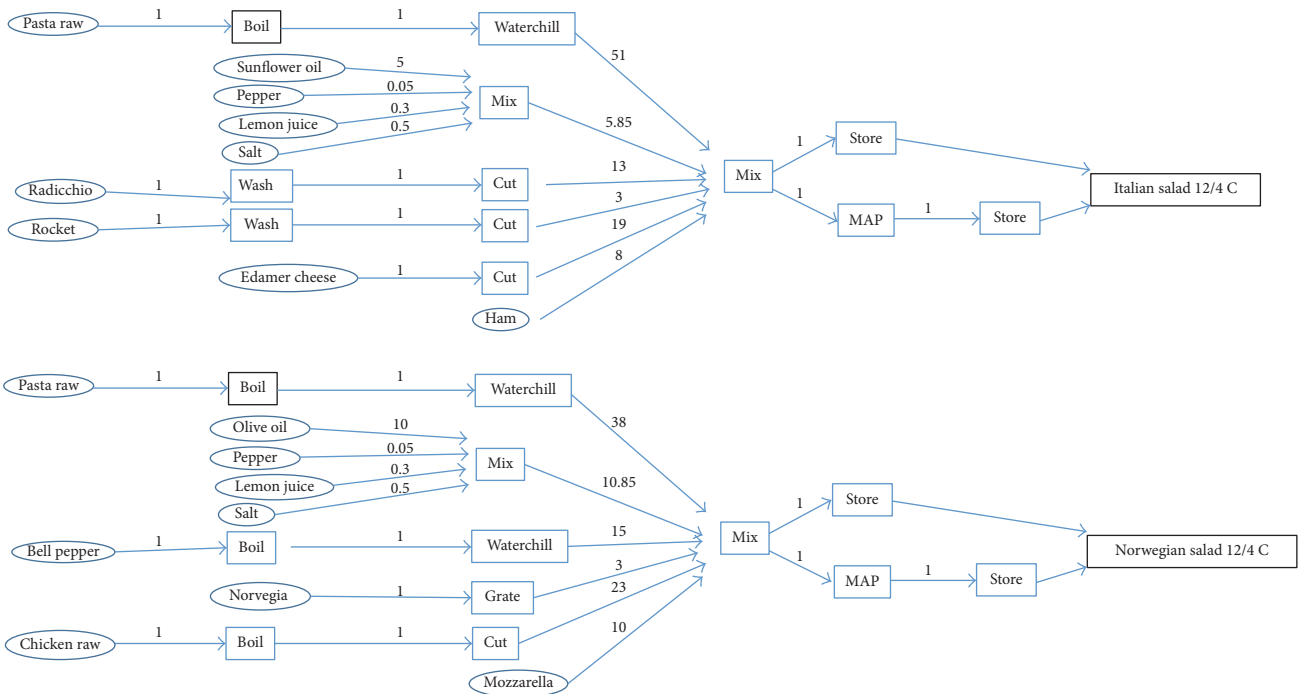 Pasta raw
1
Boil
1
Waterchill
51
Sunflower oil
5
Pepper
0.05
Mix
Lemon juice
0.3
5.85
Salt
0.5
Radicchio
1
Wash
1
Cut
13
Rocket
1
Wash
1
Cut
3
19
Edamer cheese
1
Cut
8
Ham
Mix
1
Store
1
MAP
1
Store
Italian salad 12/4 C
Pasta raw
1
Boil
1
Waterchill
38
Olive oil
10
Pepper
0.05
Mix
Lemon juice
0.3
10.85
Salt
0.5
Bell pepper
1
Boil
1
Waterchill
15
Norvegia
1
Grate
3
23
Chicken raw
1
Boil
1
Cut
10
Mozzarella
Mix
1
Store
1
MAP
1
Store
Norwegian salad 12/4 C